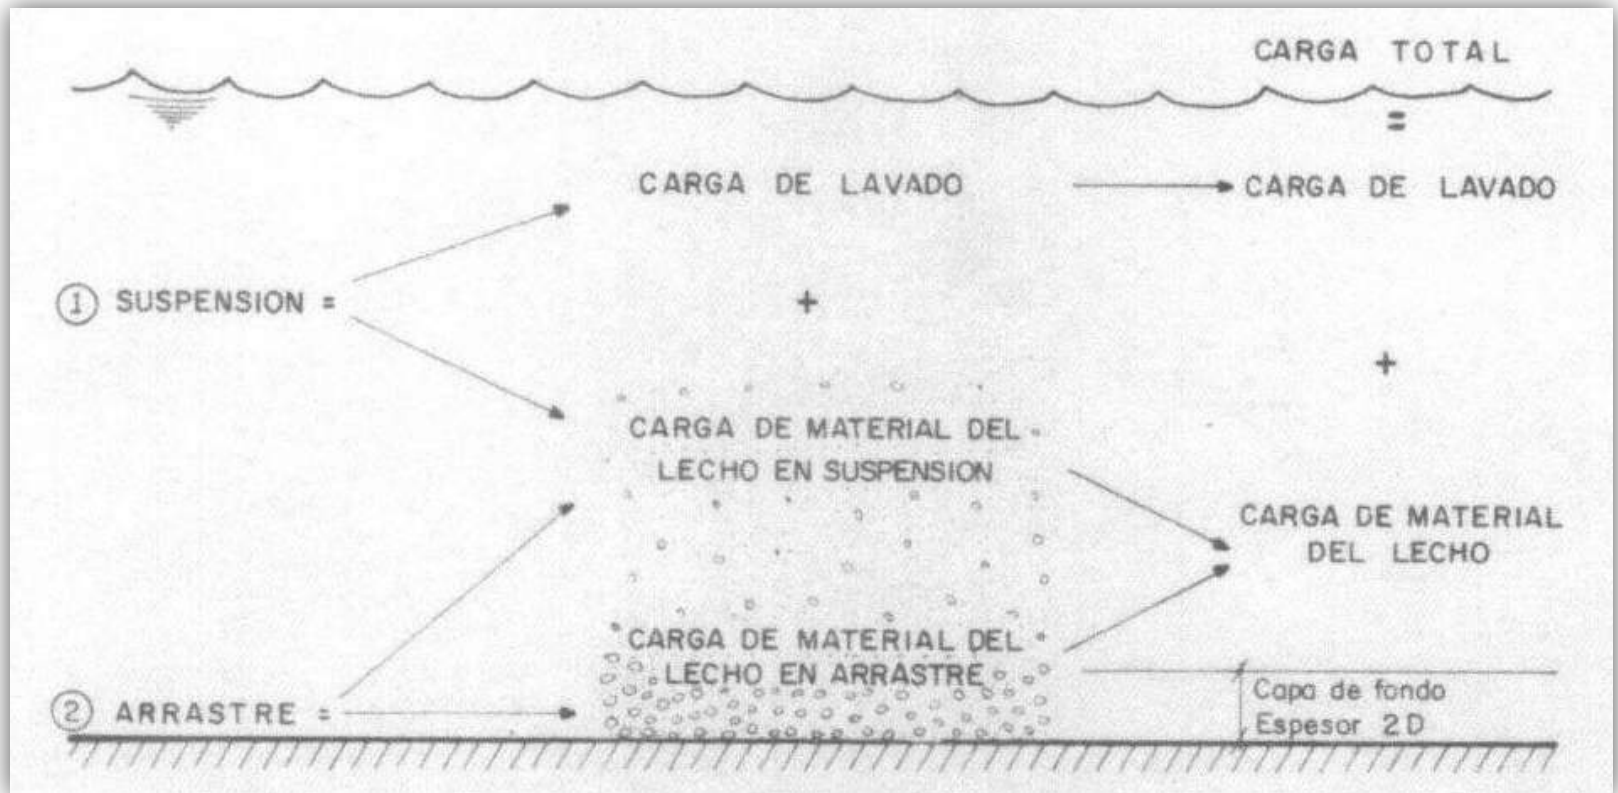 CARGA TOTAL
=
CARGA DE LAVADO
CARGA DE LAVADO
1 SUSPENSION =
+
+
CARGA DE MATERIAL DEL
LECHO EN SUSPENSION
CARGA DE MATERIAL
DEL LECHO
CARGA DE MATERIAL DEL
LECHO EN ARRASTRE
2 ARRASTRE =
Capa de fondo
Espesor 2D